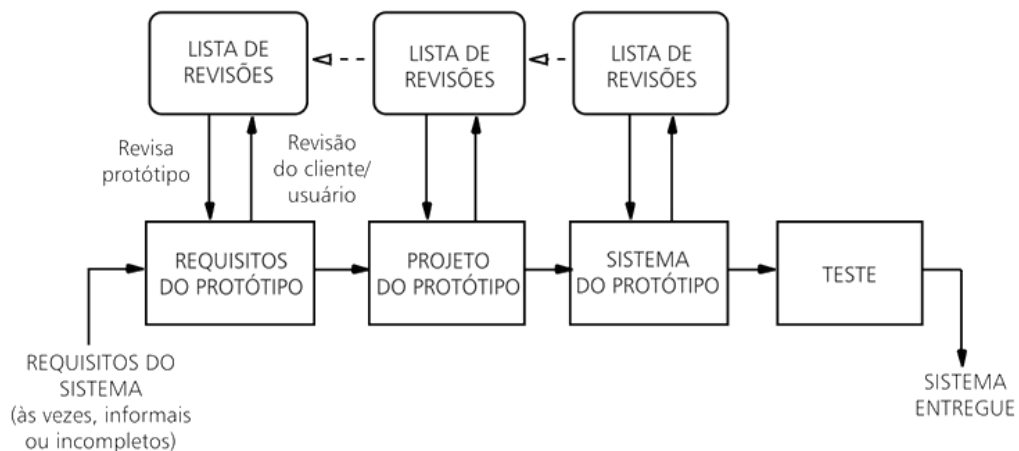 LISTA DE
REVISÕES
LISTA DE
REVISÕES
LISTA DE
REVISÕES
Revisa
protótipo
Revisão
do cliente/
usuário
REQUISITOS
DO PROTÓTIPO
PROJETO
DO PROTÓTIPO
SISTEMA
DO PROTÓTIPO
TESTE
REQUISITOS DO
SISTEMA
(às vezes, informais
ou incompletos)
SISTEMA
ENTREGUE